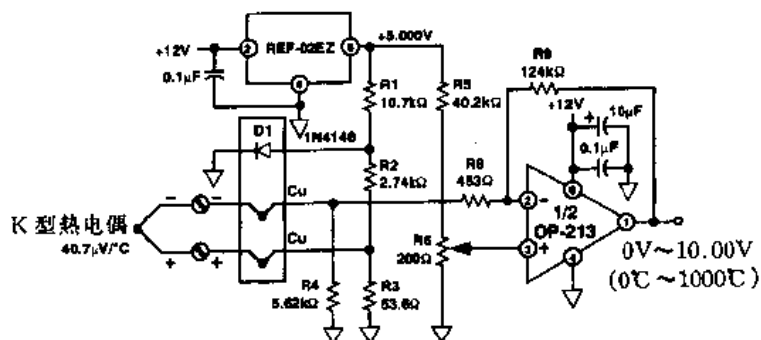 +12V
2
REF-02EZ
6
+5.000V
0.1μF
6
R1
10.7kΩ
R5
40.2kΩ
R9
124kΩ
+12V
+
10μF
0.1μF
D1
1N4148
R2
2.74kΩ
R8
453Ω
Cu
Cu
K 型热电偶
40.7μV/°C
−
−
+
+
R4
5.62kΩ
R3
53.6Ω
R6
200Ω
2
−
8
1/2
OP-213
1
3
+
4
0V～10.00V
(0℃～1000℃)